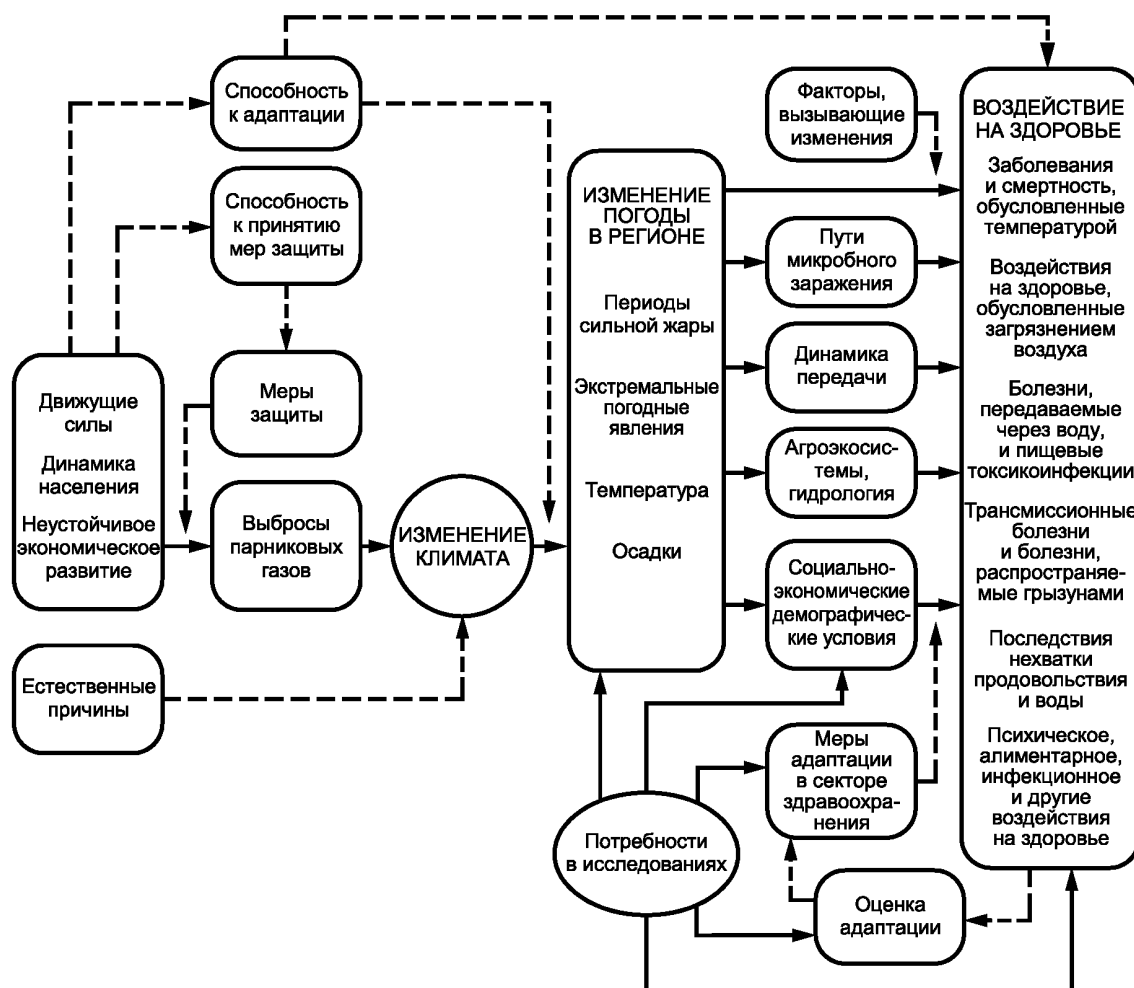 Способность
к адаптации
Способность
к принятию
мер защиты
Меры
защиты
Движущие
силы
Динамика
населения
Неустойчивое
экономическое
развитие
Выбросы
парниковых
газов
Естественные
причины
ИЗМЕНЕНИЕ
КЛИМАТА
ИЗМЕНЕНИЕ
ПОГОДЫ
В РЕГИОНЕ
Периоды
сильной жары
Экстремальные
погодные
явления
Температура
Осадки
Факторы,
вызывающие
изменения
Пути
микробного
заражения
Динамика
передачи
Агроэкосис-
темы,
гидрология
Социально-
экономические
демографичес-
кие условия
Меры
адаптации
в секторе
здравоохра-
нения
Потребности
в исследованиях
Оценка
адаптации
ВОЗДЕЙСТВИЕ
НА ЗДОРОВЬЕ
Заболевания
и смертность,
обусловленные
температурой
Воздействия
на здоровье,
обусловленные
загрязнением
воздуха
Болезни,
передаваемые
через воду,
и пищевые
токсикоинфекции
Трансмиссионные
болезни
и болезни,
распространяе-
мые грызунами
Последствия
нехватки
продовольствия
и воды
Психическое,
алиментарное,
инфекционное
и другие
воздействия
на здоровье